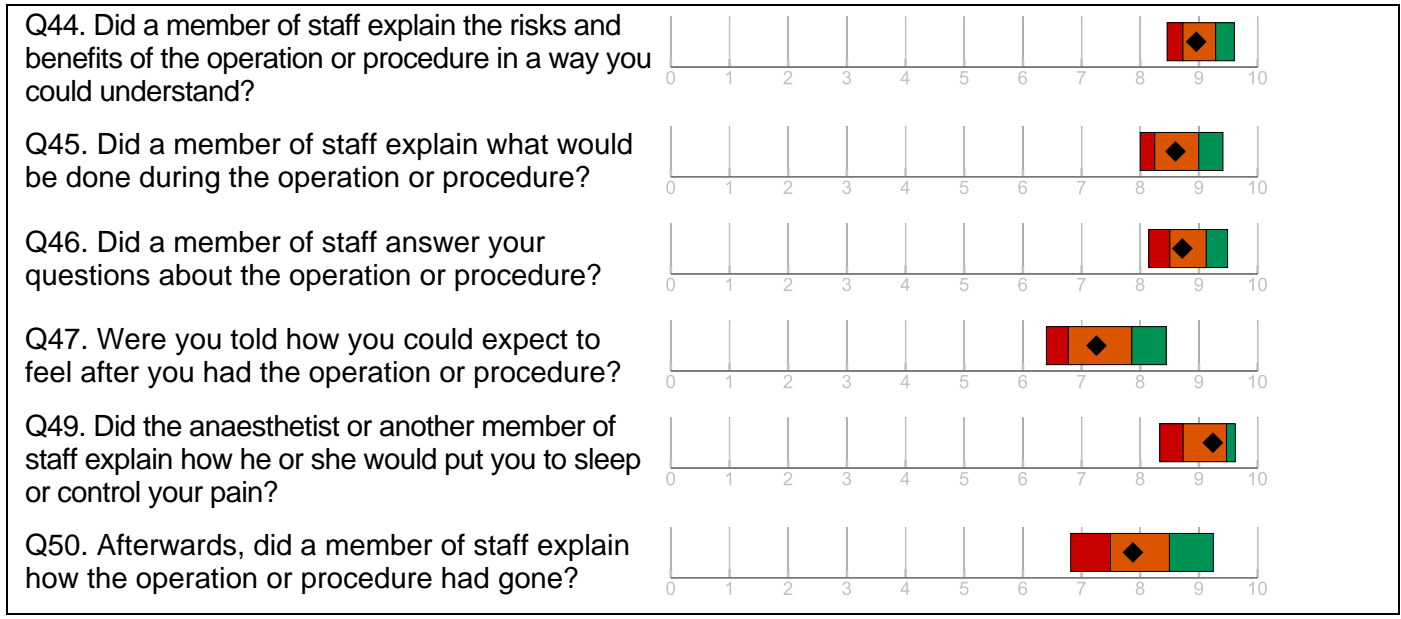 Q44. Did a member of staff explain the risks and
benefits of the operation or procedure in a way you
could understand?
0 1 2 3 4 5 6 7 8 9 10
Q45. Did a member of staff explain what would
be done during the operation or procedure?
0 1 2 3 4 5 6 7 8 9 10
Q46. Did a member of staff answer your
questions about the operation or procedure?
0 1 2 3 4 5 6 7 8 9 10
Q47. Were you told how you could expect to
feel after you had the operation or procedure?
0 1 2 3 4 5 6 7 8 9 10
Q49. Did the anaesthetist or another member of
staff explain how he or she would put you to sleep
or control your pain?
0 1 2 3 4 5 6 7 8 9 10
Q50. Afterwards, did a member of staff explain
how the operation or procedure had gone?
0 1 2 3 4 5 6 7 8 9 10